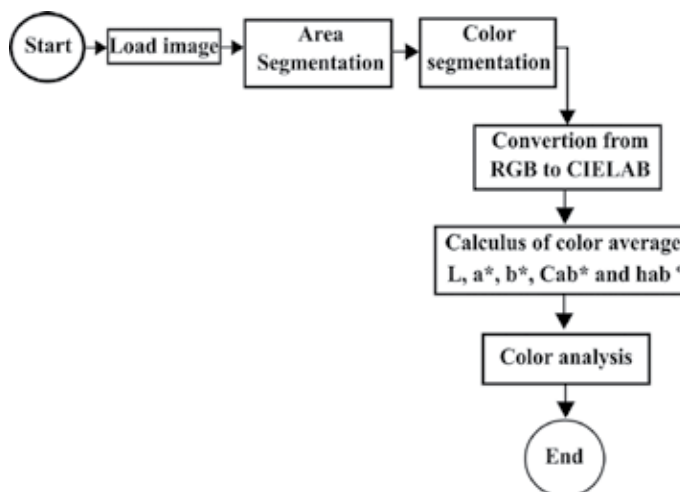 Start
Load image
Area
Segmentation
Color
segmentation
Convertion from
RGB to CIELAB
Calculus of color average
L, a*, b*, Cab* and hab
Color analysis
End